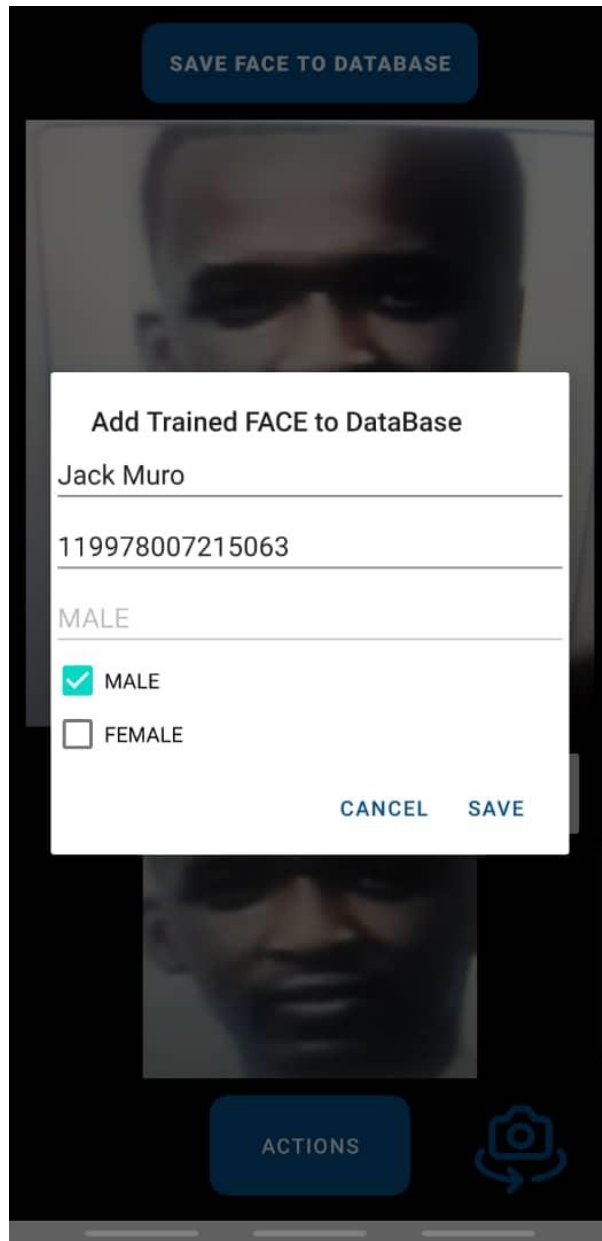 SAVE FACE TO DATABASE
Add Trained FACE to DataBase
Jack Muro
119978007215063
MALE
MALE
FEMALE
CANCEL SAVE
ACTIONS